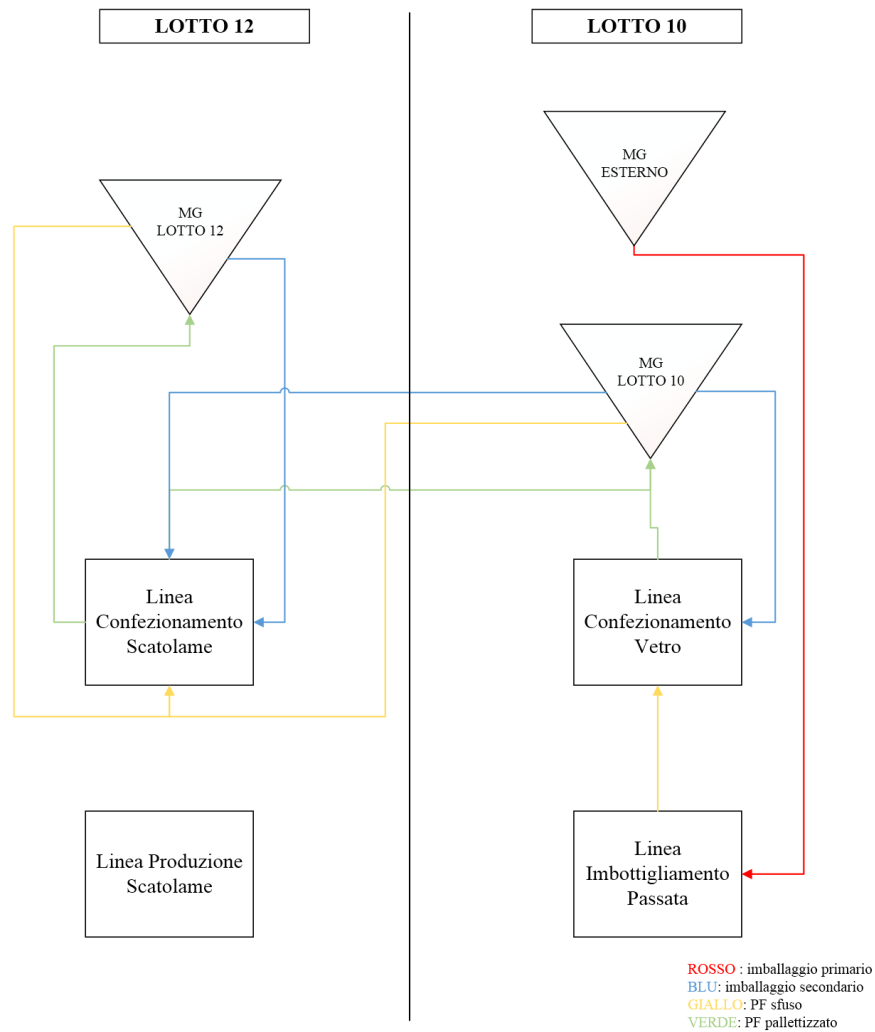 LOTTO 12
LOTTO 10
MG
ESTERNO
MG
LOTTO 12
MG
LOTTO 10
Linea
Confezionamento
Scatolame
Linea
Confezionamento
Vetro
Linea Produzione
Scatolame
Linea
Imbottigliamento
Passata
ROSSO : imballaggio primario
BLU: imballaggio secondario
GIALLO: PF sfuso
VERDE: PF pallettizzato